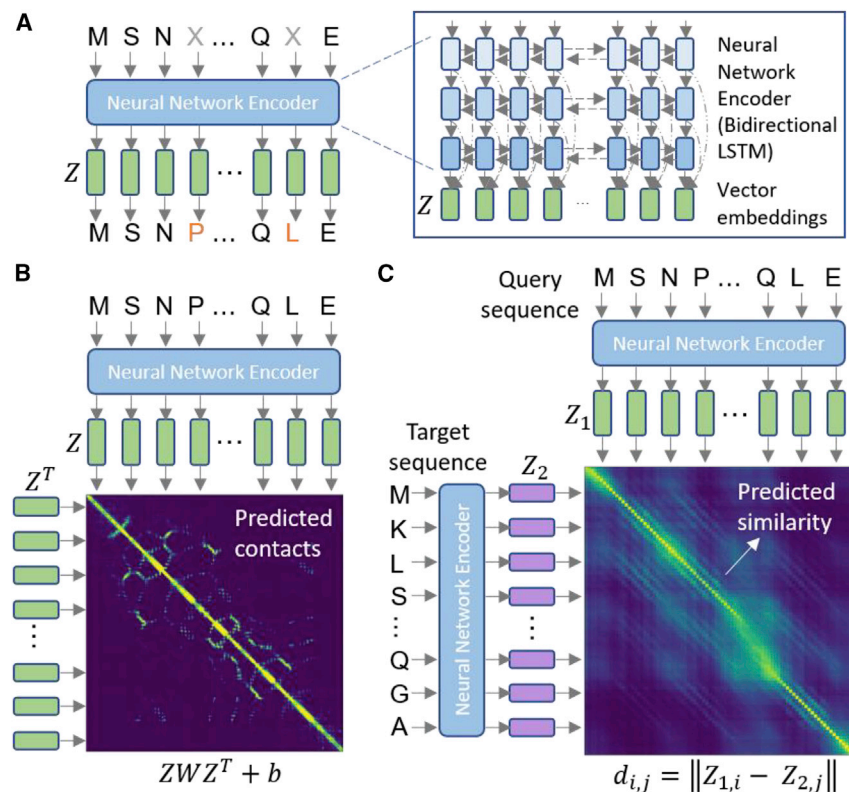 A
M S N X ... Q X E
Neural Network Encoder
Z
...
M S N P ... Q L E
Neural
Network
Encoder
(Bidirectional
LSTM)
Z
...
Vector
embeddings
B
M S N P ... Q L E
Neural Network Encoder
Z
...
Z^T
⋮
Predicted
contacts
ZWZ^T + b
C
Query
sequence
M S N P ... Q L E
Neural Network Encoder
Z_1
...
Target
sequence
Z_2
M
K
L
S
⋮
Q
G
A
Neural Network Encoder
⋮
Predicted
similarity
d_{i,j} = ‖Z_{1,i} − Z_{2,j}‖